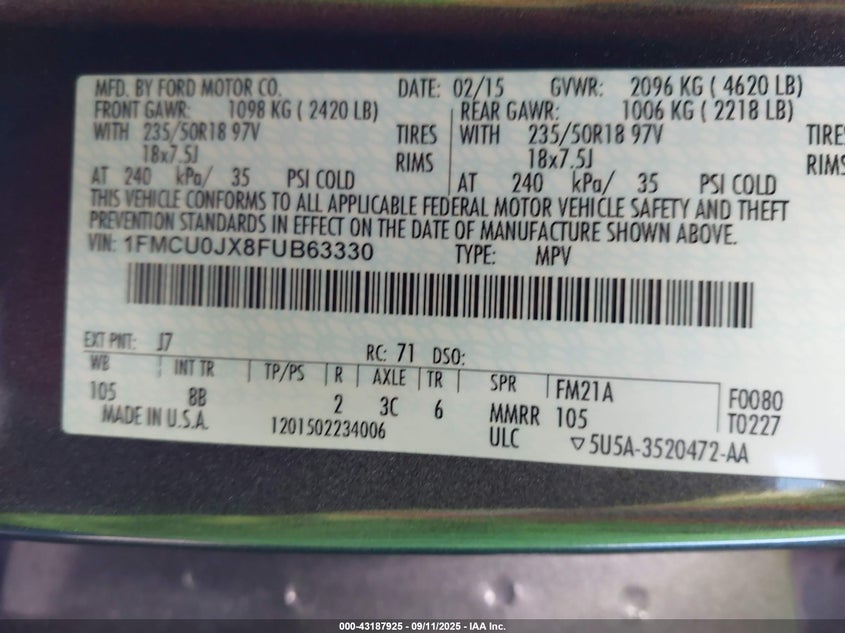 MFD. BY FORD MOTOR CO. DATE: 02/15 GVWR: 2096 KG ( 4620 LB)
FRONT GAWR: 1098 KG ( 2420 LB) REAR GAWR: 1006 KG ( 2218 LB)
WITH 235/50R18 97V TIRES WITH 235/50R18 97V TIRE
18x7.5J RIMS 18x7.5J RIMS
AT 240 kPa/ 35 PSI COLD AT 240 kPa/ 35 PSI COLD
THIS VEHICLE CONFORMS TO ALL APPLICABLE FEDERAL MOTOR VEHICLE SAFETY AND THEFT
PREVENTION STANDARDS IN EFFECT ON THE DATE OF MANUFACTURE SHOWN ABOVE.
VIN: 1FMCU0JX8FUB63330 TYPE: MPV
EXT PNT: J7 RC: 71 DSO:
WB INT TR TP/PS R AXLE TR SPR FM21A F0080
105 8B 2 3C 6 MMRR 105 T0227
MADE IN U.S.A. 1201502234006 ULC ▽5U5A-3520472-AA
000-43187925 - 09/11/2025 - IAA Inc.